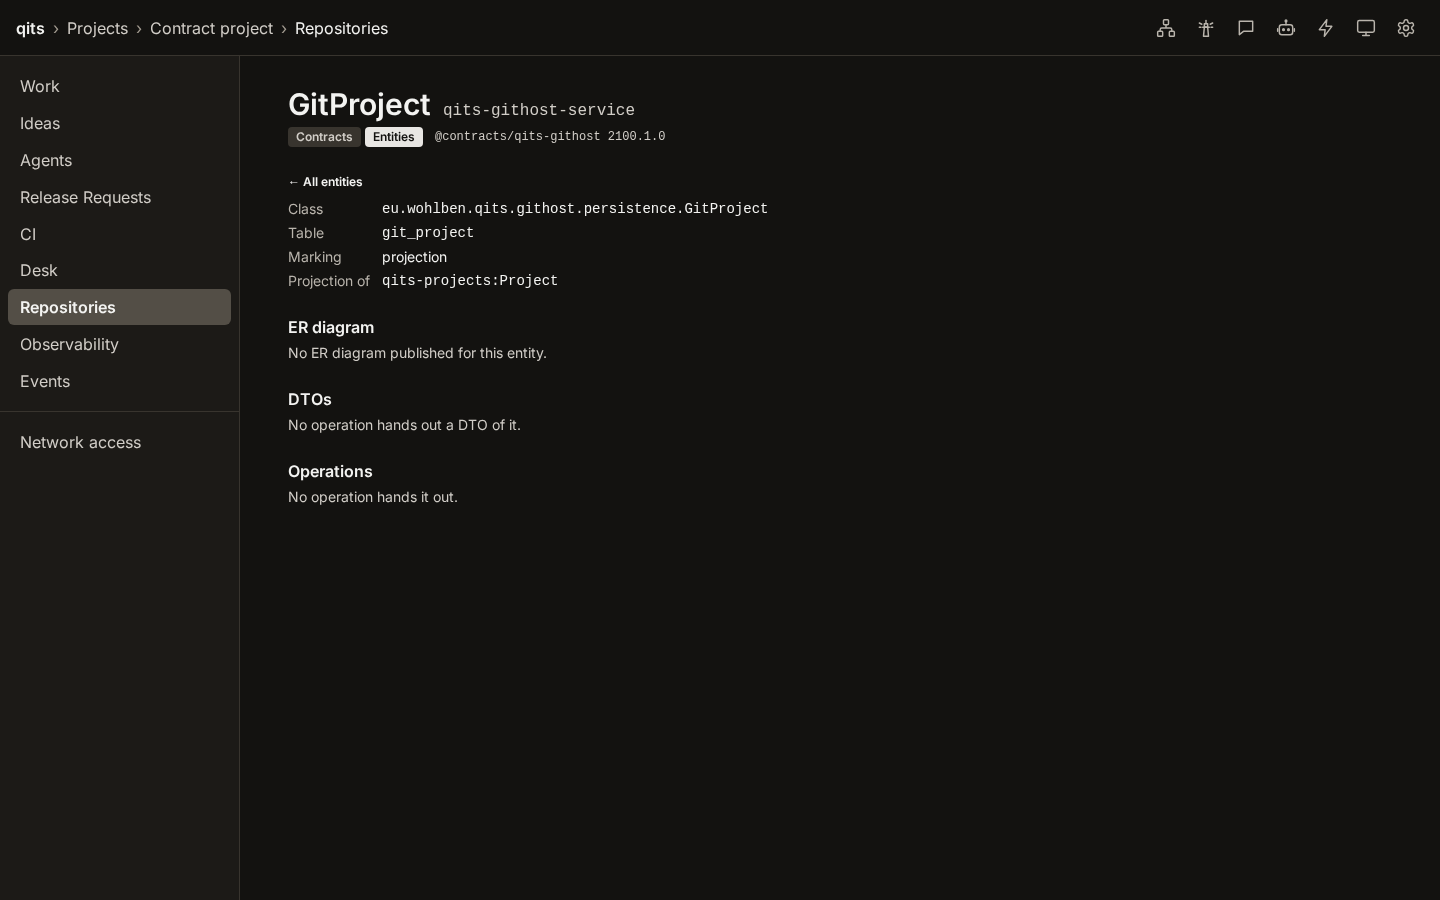 qits › Projects › Contract project › Repositories
Work
Ideas
Agents
Release Requests
CI
Desk
Repositories
Observability
Events
Network access
GitProject qits-githost-service
Contracts Entities @contracts/qits-githost 2100.1.0
← All entities
Class eu.wohlben.qits.githost.persistence.GitProject
Table git_project
Marking projection
Projection of qits-projects:Project
ER diagram
No ER diagram published for this entity.
DTOs
No operation hands out a DTO of it.
Operations
No operation hands it out.